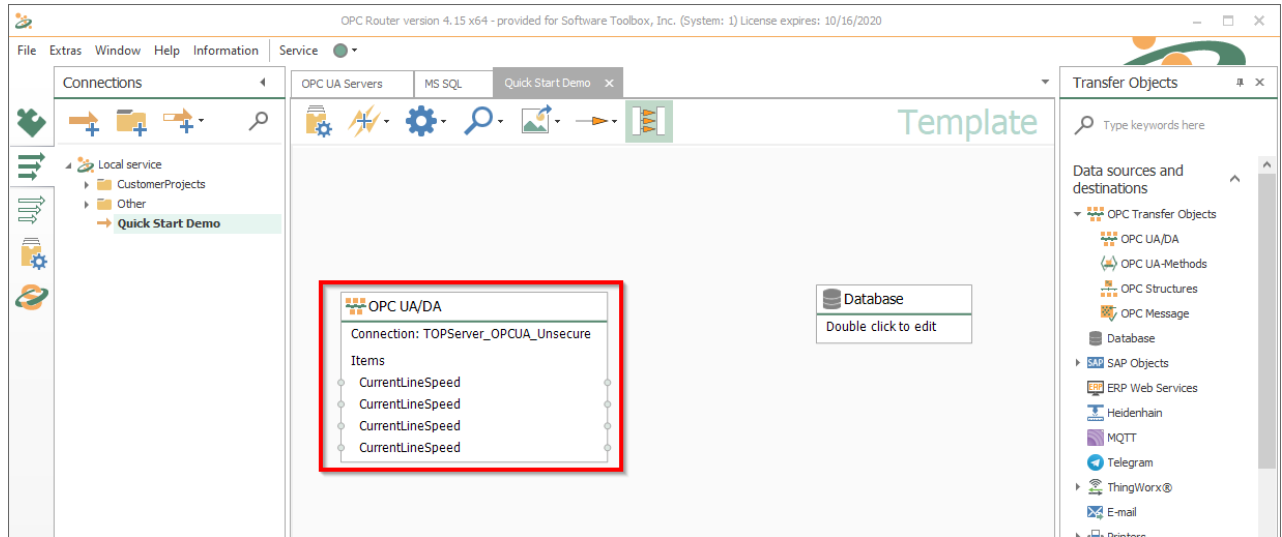 OPC Router version 4.15 x64 - provided for Software Toolbox, Inc. (System: 1) License expires: 10/16/2020
File Extras Window Help Information Service
Connections
Local service
CustomerProjects
Other
Quick Start Demo
OPC UA Servers MS SQL Quick Start Demo
Template
OPC UA/DA
Connection: TOPServer_OPCUA_Unsecure
Items
CurrentLineSpeed
CurrentLineSpeed
CurrentLineSpeed
CurrentLineSpeed
Database
Double click to edit
Transfer Objects
Type keywords here
Data sources and
destinations
OPC Transfer Objects
OPC UA/DA
OPC UA-Methods
OPC Structures
OPC Message
Database
SAP SAP Objects
ERP ERP Web Services
Heidenhain
MQTT
Telegram
ThingWorx®
E-mail
Printers